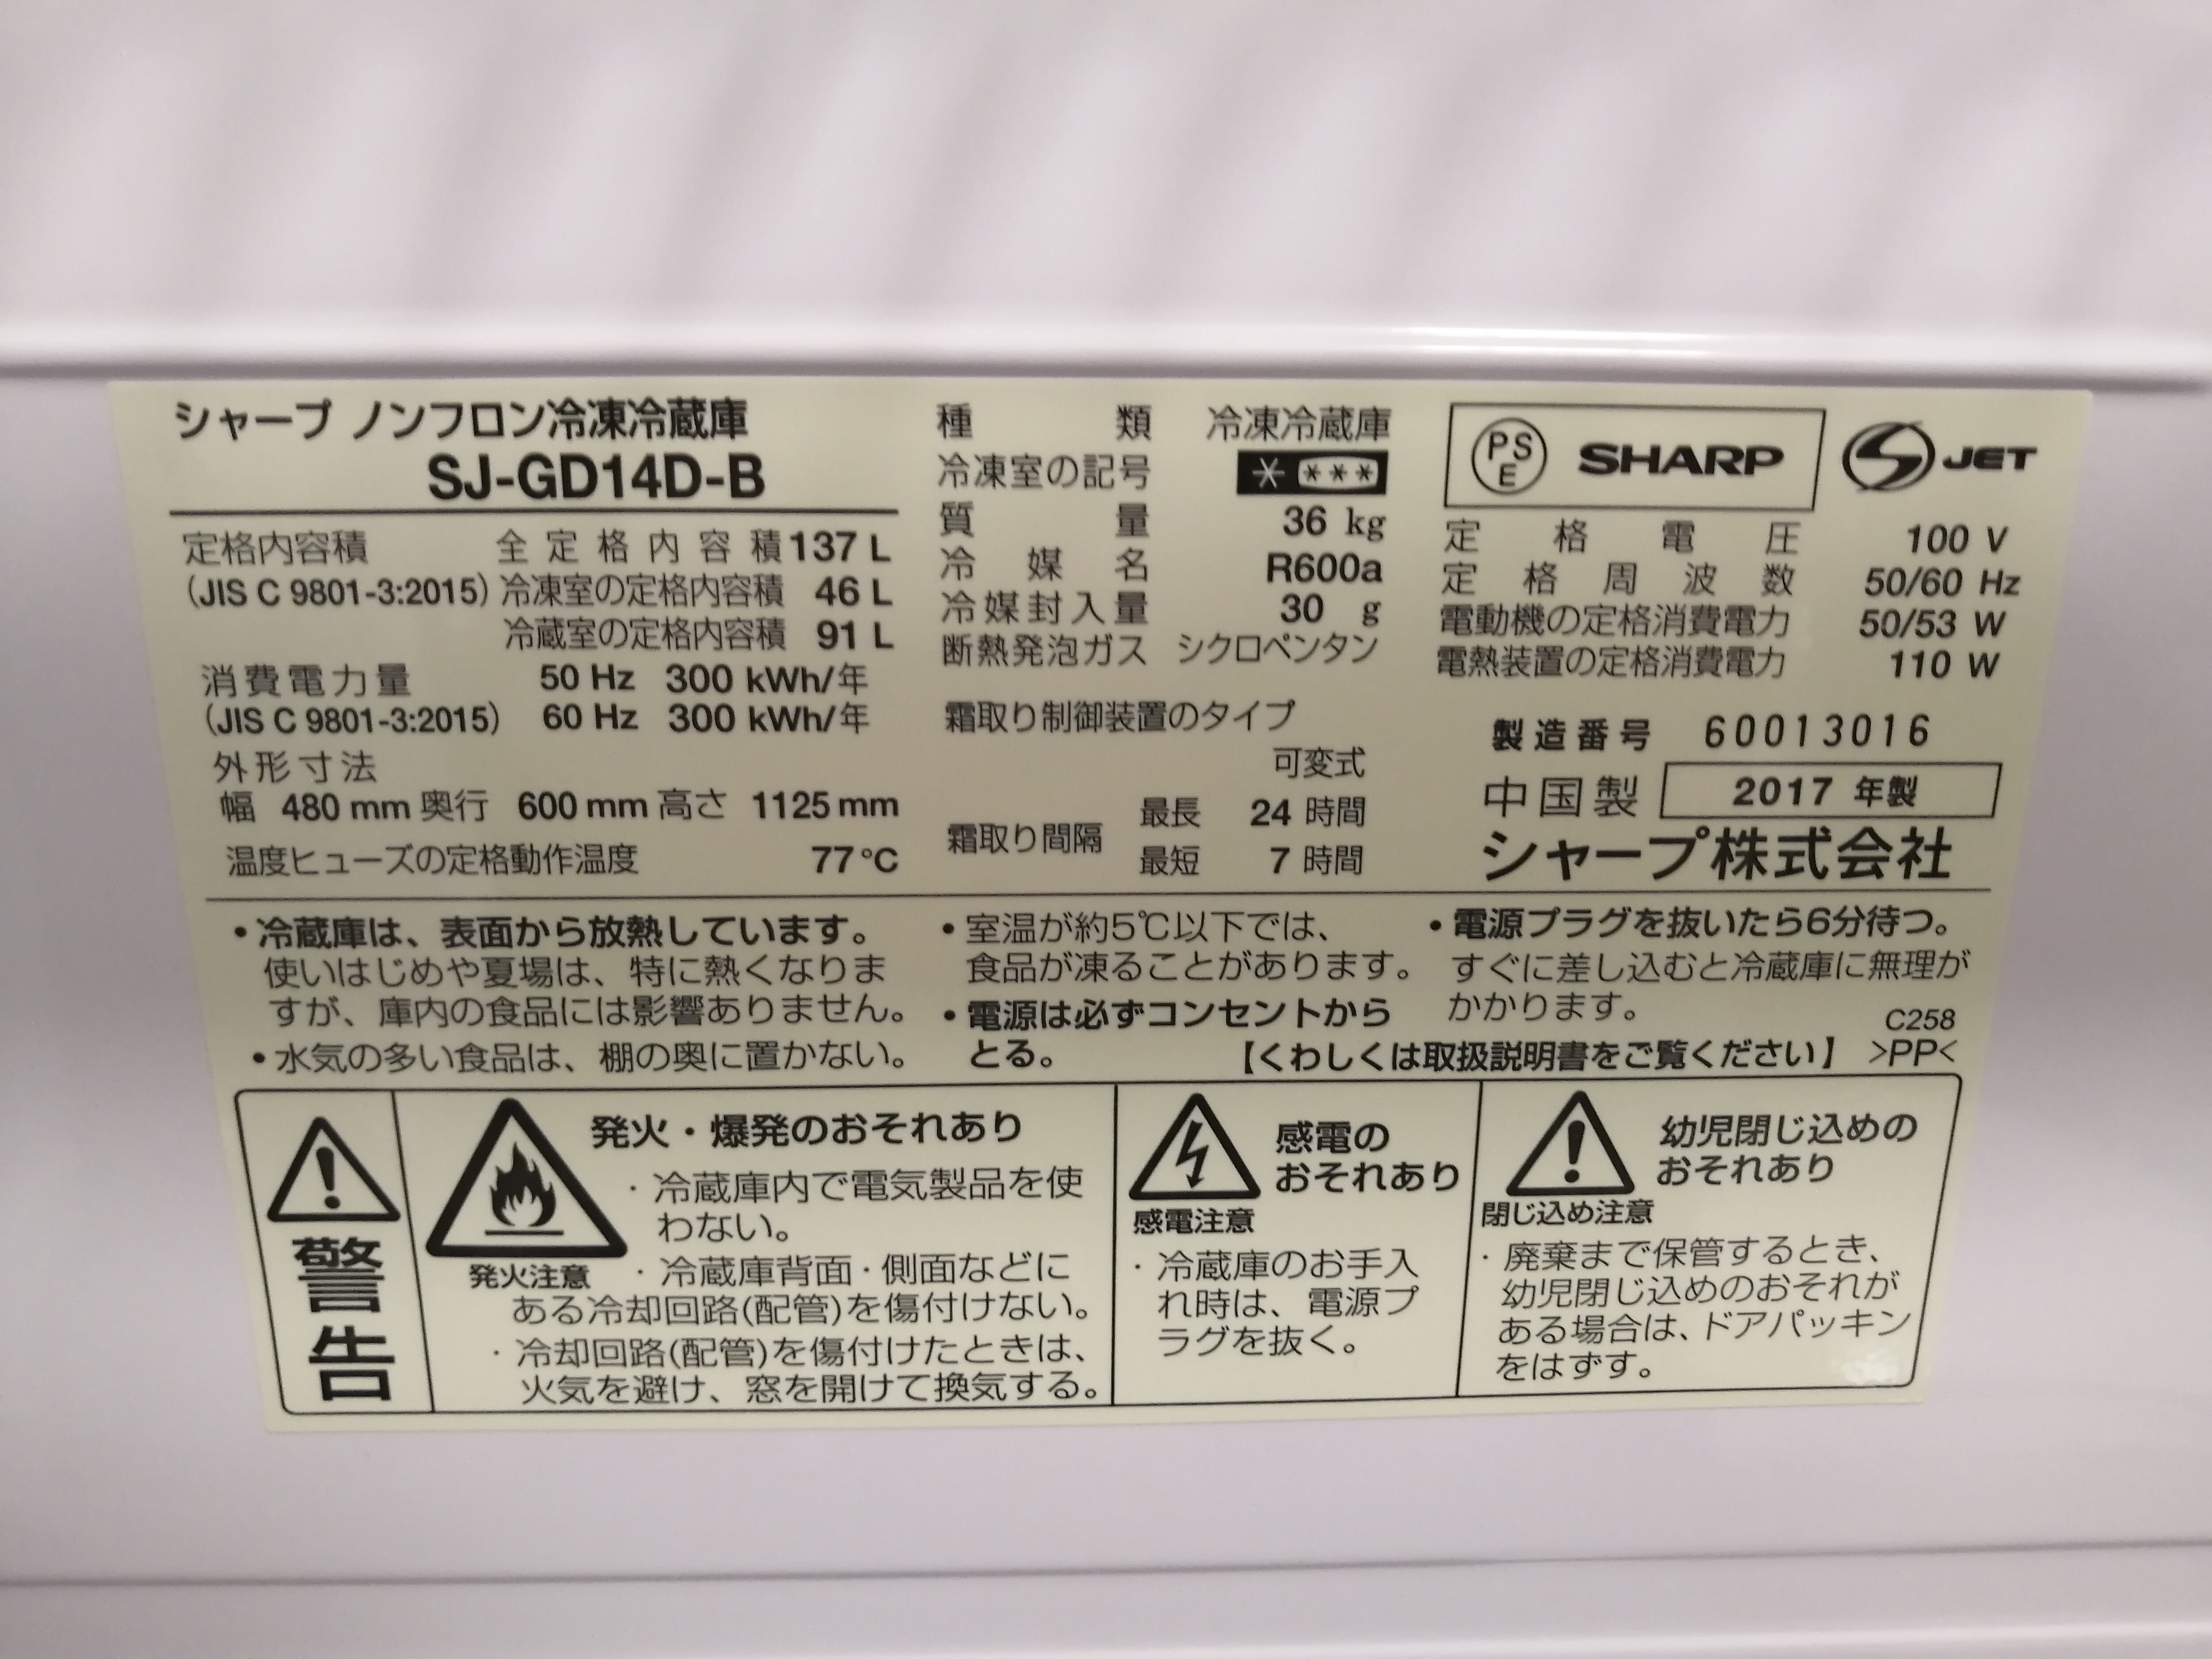 シャープ ノンフロン冷凍冷蔵庫
SJ-GD14D-B
定格内容積 全定格内容積 137 L
(JIS C 9801-3:2015) 冷凍室の定格内容積 46 L
冷蔵室の定格内容積 91 L
消費電力量 50 Hz 300 kWh/年
(JIS C 9801-3:2015) 60 Hz 300 kWh/年
外形寸法
幅 480 mm 奥行 600 mm 高さ 1125 mm
温度ヒューズの定格動作温度 77 ℃
種類 冷凍冷蔵庫
冷凍室の記号 * ***
質量 36 kg
冷媒名 R600a
冷媒封入量 30 g
断熱発泡ガス シクロペンタン
霜取り制御装置のタイプ
可変式
霜取り間隔 最長 24 時間
最短 7 時間
PSE SHARP S JET
定格電圧 100 V
定格周波数 50/60 Hz
電動機の定格消費電力 50/53 W
電熱装置の定格消費電力 110 W
製造番号 60013016
中国製 2017 年製
シャープ株式会社
・冷蔵庫は、表面から放熱しています。
使いはじめや夏場は、特に熱くなりま
すが、庫内の食品には影響ありません。
・水気の多い食品は、棚の奥に置かない。
・室温が約5℃以下では、
食品が凍ることがあります。
・電源は必ずコンセントから
とる。
・電源プラグを抜いたら6分待つ。
すぐに差し込むと冷蔵庫に無理が
かかります。
C258
【くわしくは取扱説明書をご覧ください】 >PP<
警告
発火・爆発のおそれあり
発火注意
・冷蔵庫内で電気製品を使
わない。
・冷蔵庫背面・側面などに
ある冷却回路(配管)を傷付けない。
・冷却回路(配管)を傷付けたときは、
火気を避け、窓を開けて換気する。
感電の
おそれあり
感電注意
・冷蔵庫のお手入
れ時は、電源プ
ラグを抜く。
幼児閉じ込めの
おそれあり
閉じ込め注意
・廃棄まで保管するとき、
幼児閉じ込めのおそれが
ある場合は、ドアパッキン
をはずす。